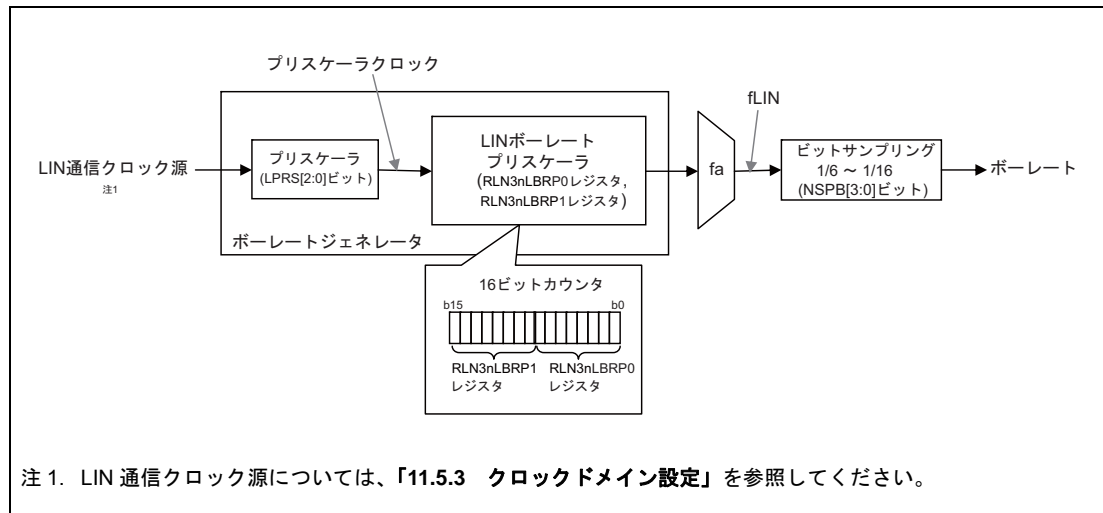 プリスケーラクロック
fLIN
LIN通信クロック源
注1
プリスケーラ
(LPRS[2:0]ビット)
LINボーレート
プリスケーラ
(RLN3nLBRP0レジスタ,
RLN3nLBRP1レジスタ)
fa
ビットサンプリング
1/6 ~ 1/16
(NSPB[3:0]ビット)
ボーレート
ボーレートジェネレータ
16ビットカウンタ
b15 b0
RLN3nLBRP1 RLN3nLBRP0
レジスタ レジスタ
注 1. LIN 通信クロック源については、「11.5.3 クロックドメイン設定」を参照してください。